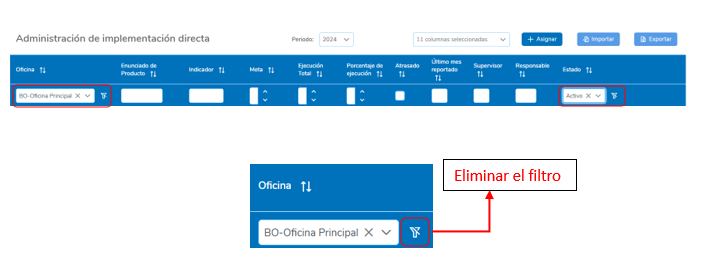 Administración de implementación directa
Periodo: 2024
11 columnas seleccionadas
+ Asignar
Importar
Exportar
Oficina
Enunciado de
Producto
Indicador
Meta
Ejecución
Total
Porcentaje de
ejecución
Atrasado
Último mes
reportado
Supervisor
Responsable
Estado
BO-Oficina Principal
Activo
Oficina
Eliminar el filtro
BO-Oficina Principal